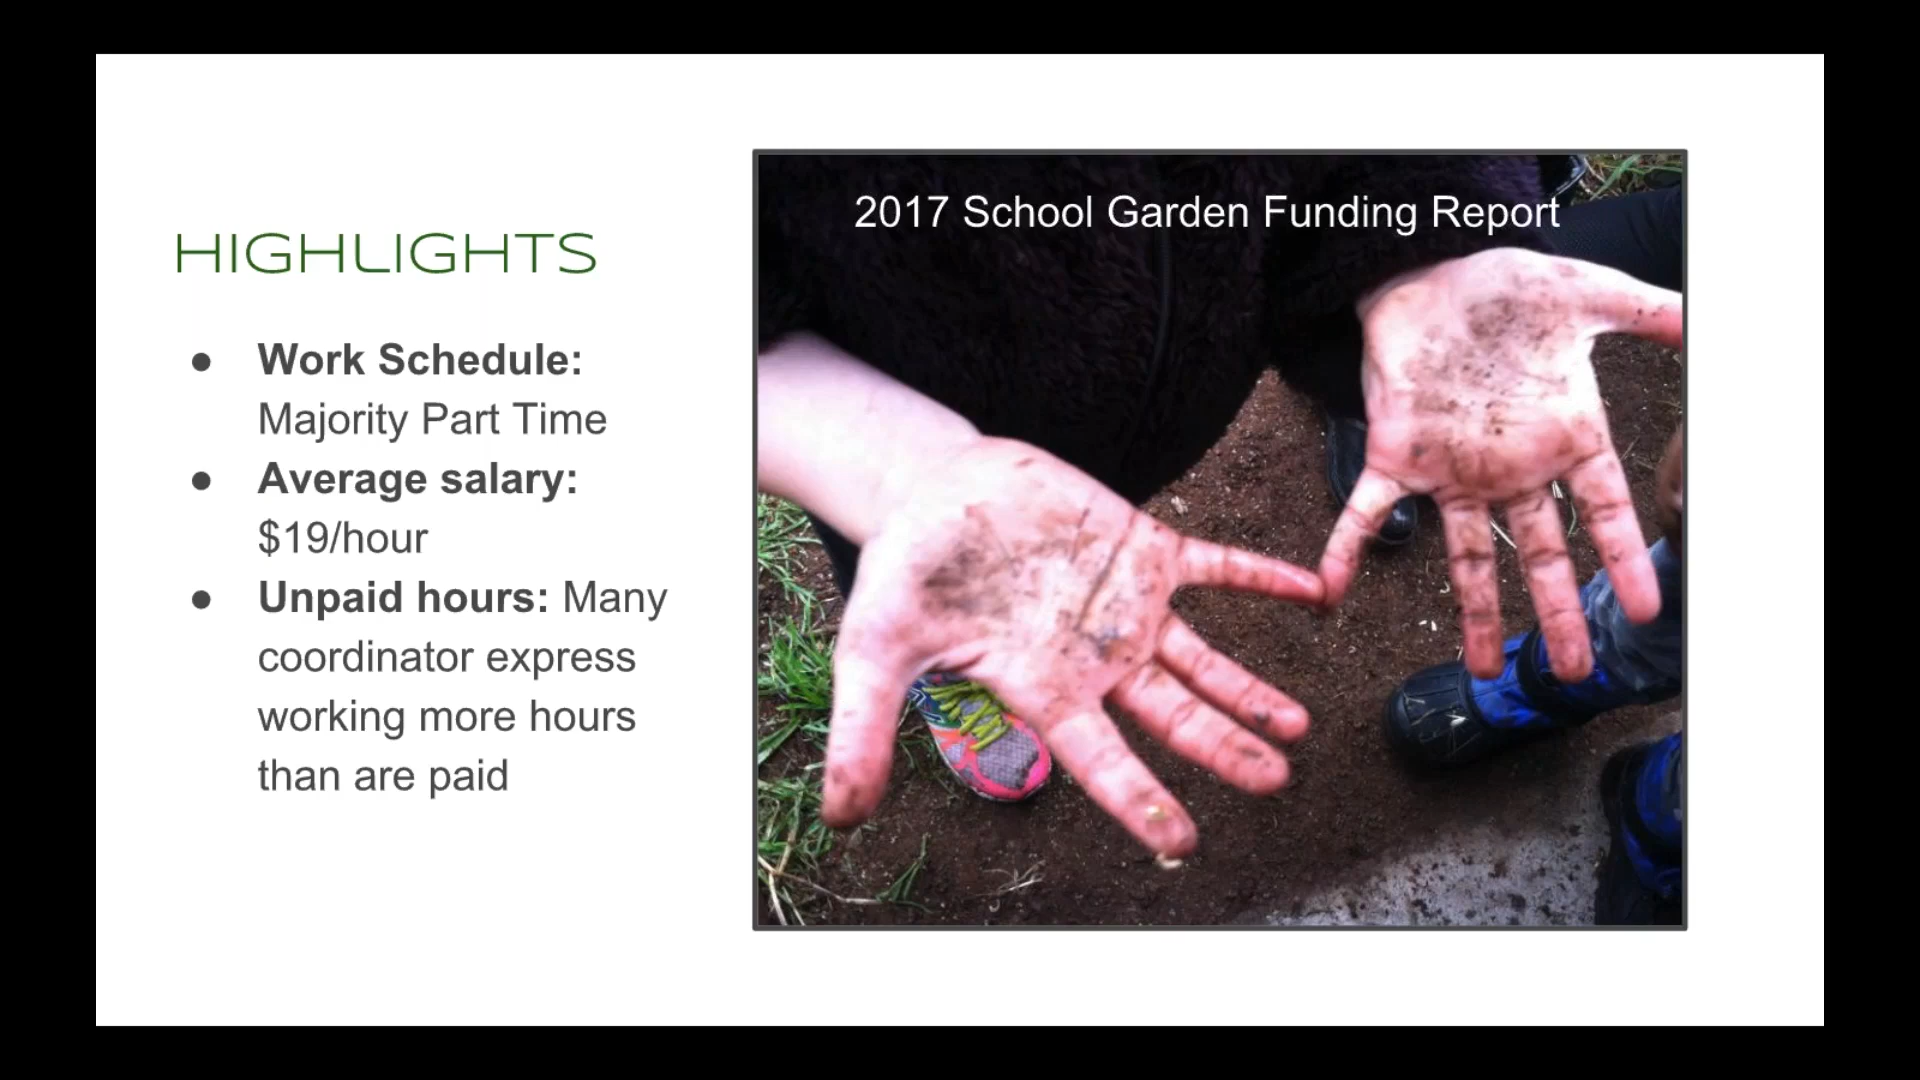 HIGHLIGHTS
● Work Schedule:
Majority Part Time
● Average salary:
$19/hour
● Unpaid hours: Many
coordinator express
working more hours
than are paid
2017 School Garden Funding Report